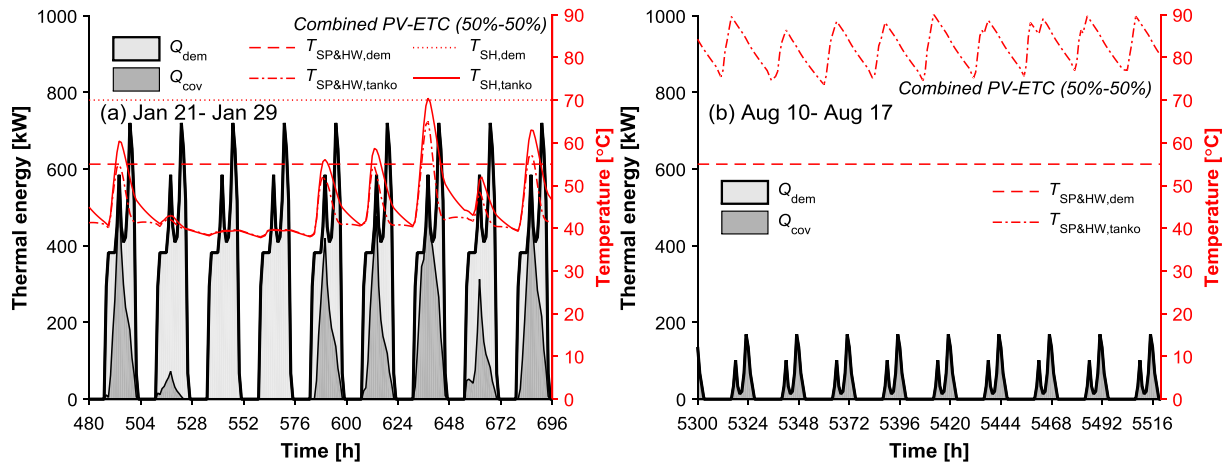 Combined PV-ETC (50%-50%)
Q_dem
Q_cov
T_SP&HW,dem
T_SP&HW,tanko
T_SH,dem
T_SH,tanko
(a) Jan 21- Jan 29
Thermal energy [kW]
1000
800
600
400
200
0
Temperature [°C]
90
80
70
60
50
40
30
20
10
0
480 504 528 552 576 600 624 648 672 696
Time [h]
Combined PV-ETC (50%-50%)
(b) Aug 10- Aug 17
Q_dem
Q_cov
T_SP&HW,dem
T_SP&HW,tanko
Thermal energy [kW]
1000
800
600
400
200
0
Temperature [°C]
90
80
70
60
50
40
30
20
10
0
5300 5324 5348 5372 5396 5420 5444 5468 5492 5516
Time [h]